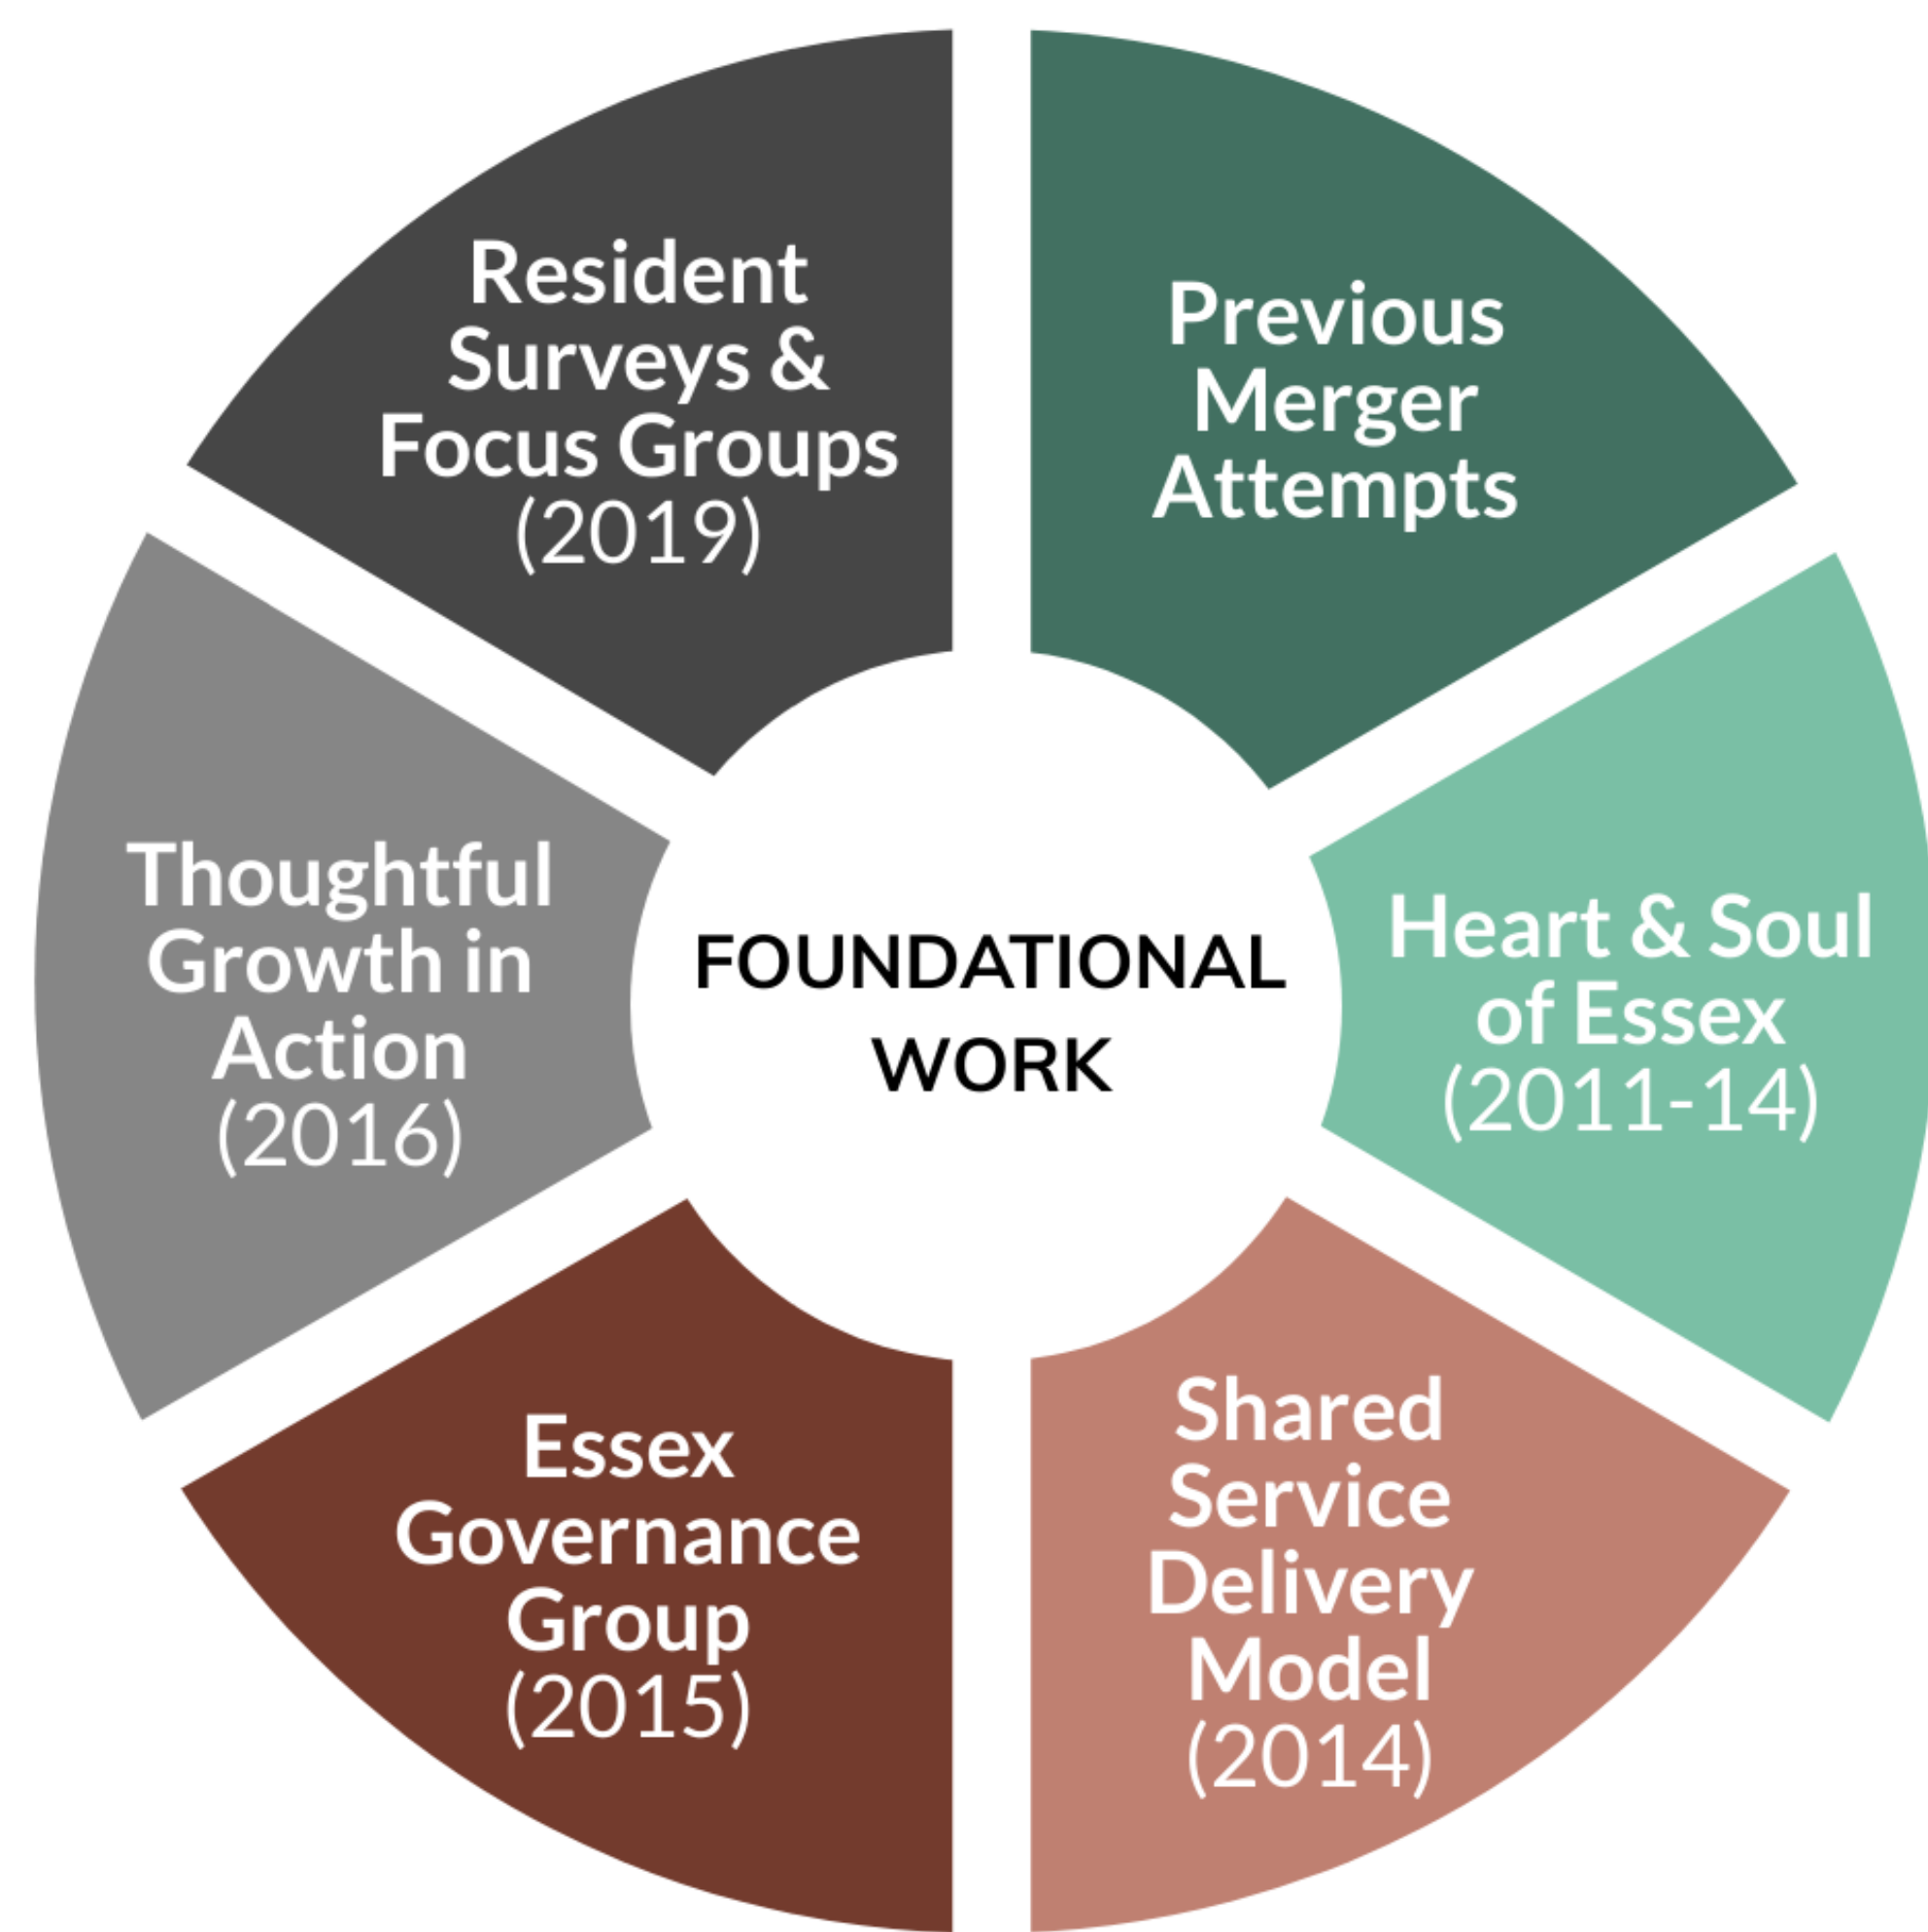 Resident
Surveys &
Focus Groups
(2019)
Previous
Merger
Attempts
Thoughtful
Growth in
Action
(2016)
FOUNDATIONAL
WORK
Heart & Soul
of Essex
(2011-14)
Essex
Governance
Group
(2015)
Shared
Service
Delivery
Model
(2014)